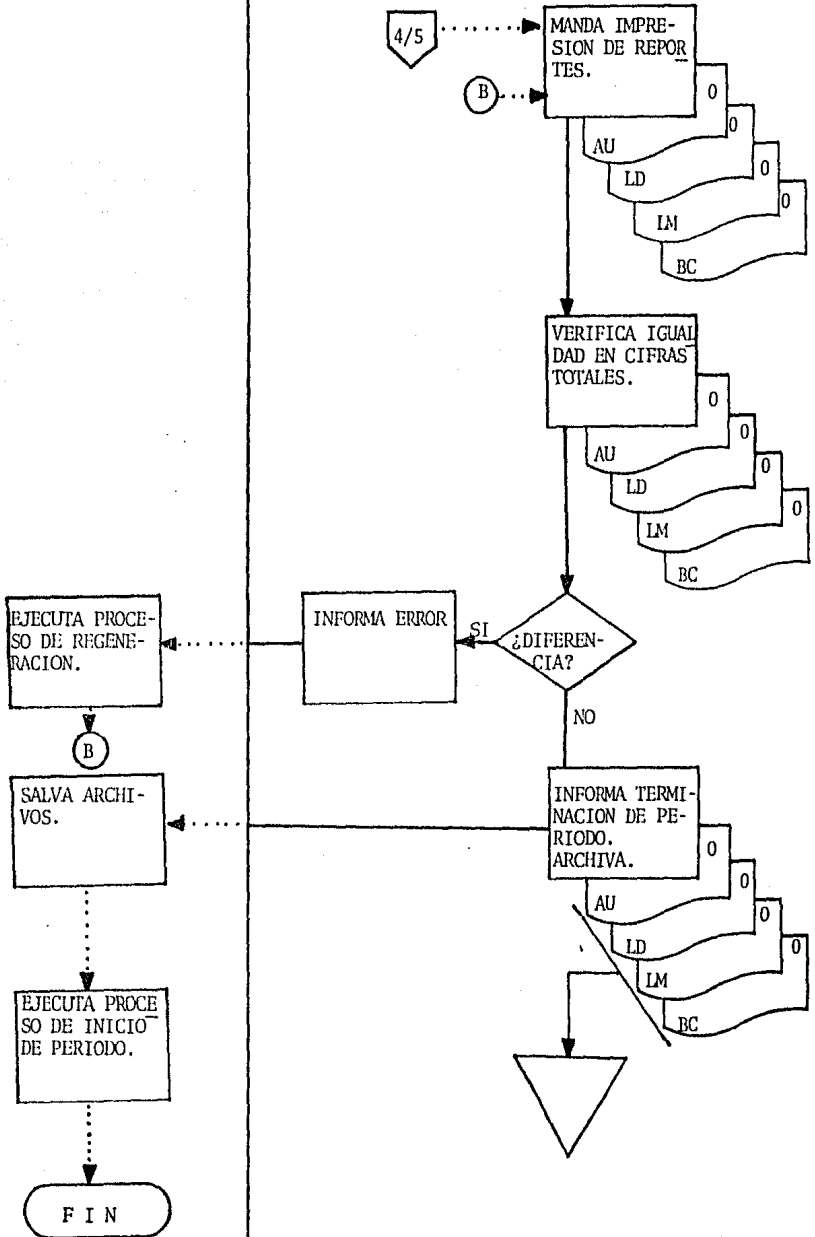 4/5
MANDA IMPRE-
SION DE REPOR
TES.
B
0
0
0
0
AU
LD
LM
BC
VERIFICA IGUAL
DAD EN CIFRAS
TOTALES.
0
0
0
0
AU
LD
LM
BC
EJECUTA PROCE-
SO DE REGENE-
RACION.
INFORMA ERROR
SI
¿DIFEREN-
CIA?
NO
B
SALVA ARCHI-
VOS.
INFORMA TERMI-
NACION DE PE-
RIODO.
ARCHIVA.
0
0
0
0
AU
LD
LM
BC
EJECUTA PROCE
SO DE INICIO
DE PERIODO.
F I N